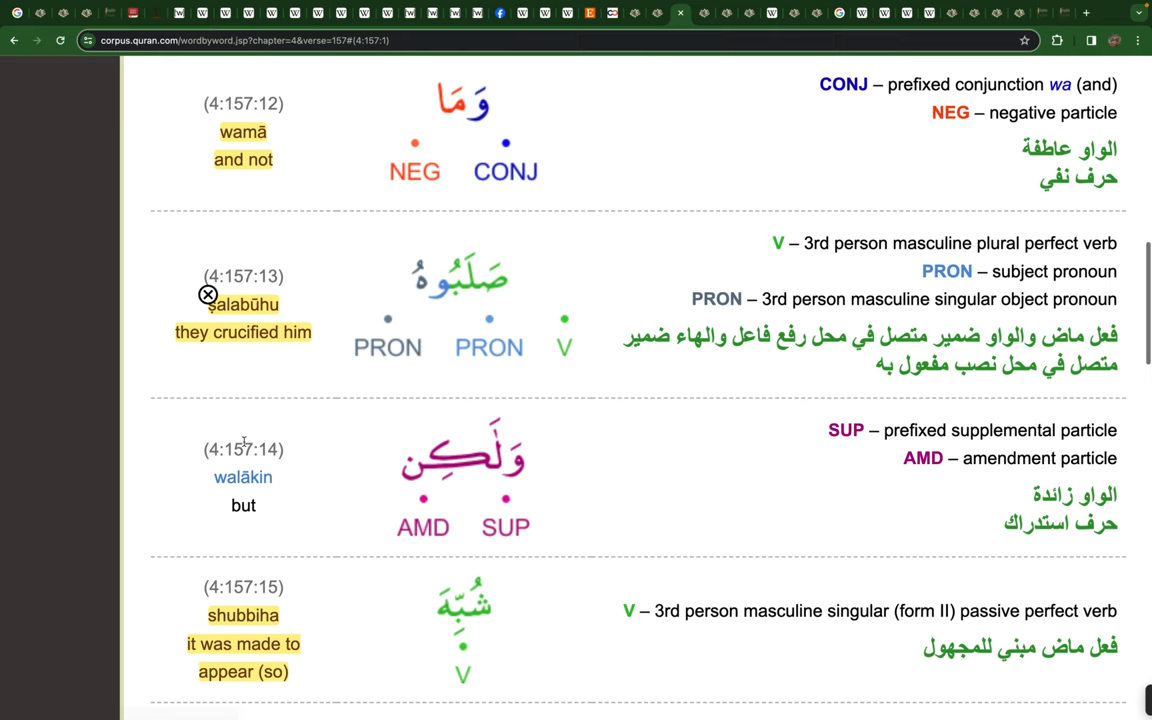 corpus.quran.com/wordbyword.jsp?chapter=4&verse=157#(4:157:1)
(4:157:12)
wamā
and not
وَمَا
NEG CONJ
CONJ – prefixed conjunction wa (and)
NEG – negative particle
الواو عاطفة
حرف نفي
(4:157:13)
ṣalabūhu
they crucified him
صَلَبُوهُ
PRON PRON V
V – 3rd person masculine plural perfect verb
PRON – subject pronoun
PRON – 3rd person masculine singular object pronoun
فعل ماض والواو ضمير متصل في محل رفع فاعل والهاء ضمير
متصل في محل نصب مفعول به
(4:157:14)
walākin
but
وَلَٰكِن
AMD SUP
SUP – prefixed supplemental particle
AMD – amendment particle
الواو زائدة
حرف استدراك
(4:157:15)
shubbiha
it was made to
appear (so)
شُبِّهَ
V
V – 3rd person masculine singular (form II) passive perfect verb
فعل ماض مبني للمجهول